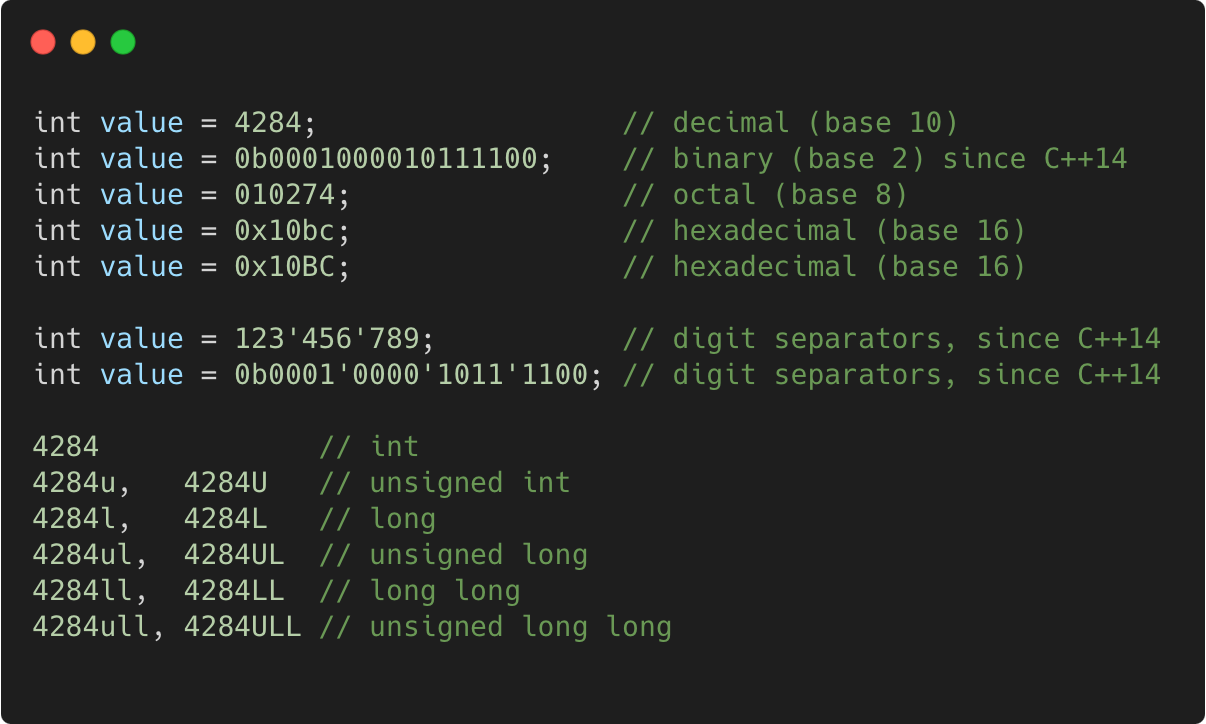 int value = 4284;                  // decimal (base 10)
int value = 0b0001000010111100;    // binary (base 2) since C++14
int value = 010274;                // octal (base 8)
int value = 0x10bc;                // hexadecimal (base 16)
int value = 0x10BC;                // hexadecimal (base 16)
int value = 123'456'789;           // digit separators, since C++14
int value = 0b0001'0000'1011'1100; // digit separators, since C++14
4284             // int
4284u,   4284U   // unsigned int
4284l,   4284L   // long
4284ul,  4284UL  // unsigned long
4284ll,  4284LL  // long long
4284ull, 4284ULL // unsigned long long